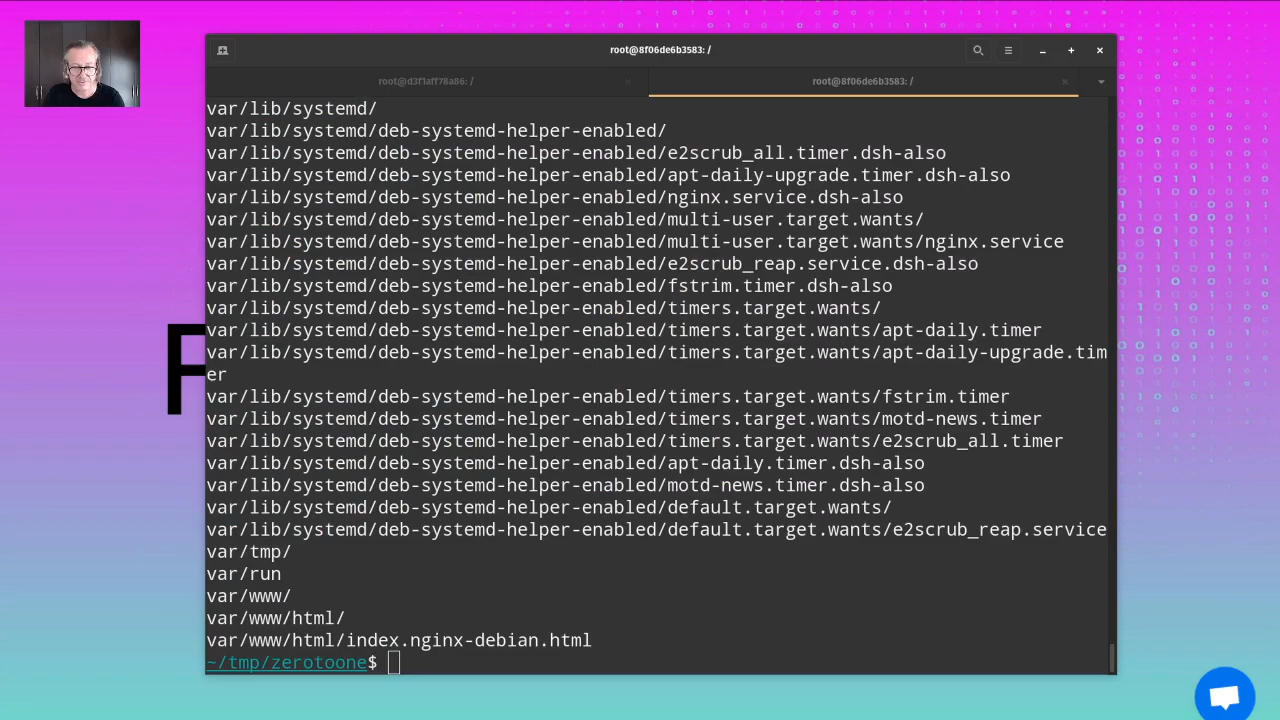 root@8f06de6b3583: /
root@d3f1aff78a86: /
root@8f06de6b3583: /
var/lib/systemd/
var/lib/systemd/deb-systemd-helper-enabled/
var/lib/systemd/deb-systemd-helper-enabled/e2scrub_all.timer.dsh-also
var/lib/systemd/deb-systemd-helper-enabled/apt-daily-upgrade.timer.dsh-also
var/lib/systemd/deb-systemd-helper-enabled/nginx.service.dsh-also
var/lib/systemd/deb-systemd-helper-enabled/multi-user.target.wants/
var/lib/systemd/deb-systemd-helper-enabled/multi-user.target.wants/nginx.service
var/lib/systemd/deb-systemd-helper-enabled/e2scrub_reap.service.dsh-also
var/lib/systemd/deb-systemd-helper-enabled/fstrim.timer.dsh-also
var/lib/systemd/deb-systemd-helper-enabled/timers.target.wants/
var/lib/systemd/deb-systemd-helper-enabled/timers.target.wants/apt-daily.timer
var/lib/systemd/deb-systemd-helper-enabled/timers.target.wants/apt-daily-upgrade.tim
er
var/lib/systemd/deb-systemd-helper-enabled/timers.target.wants/fstrim.timer
var/lib/systemd/deb-systemd-helper-enabled/timers.target.wants/motd-news.timer
var/lib/systemd/deb-systemd-helper-enabled/timers.target.wants/e2scrub_all.timer
var/lib/systemd/deb-systemd-helper-enabled/apt-daily.timer.dsh-also
var/lib/systemd/deb-systemd-helper-enabled/motd-news.timer.dsh-also
var/lib/systemd/deb-systemd-helper-enabled/default.target.wants/
var/lib/systemd/deb-systemd-helper-enabled/default.target.wants/e2scrub_reap.service
var/tmp/
var/run
var/www/
var/www/html/
var/www/html/index.nginx-debian.html
~/tmp/zerotoone$